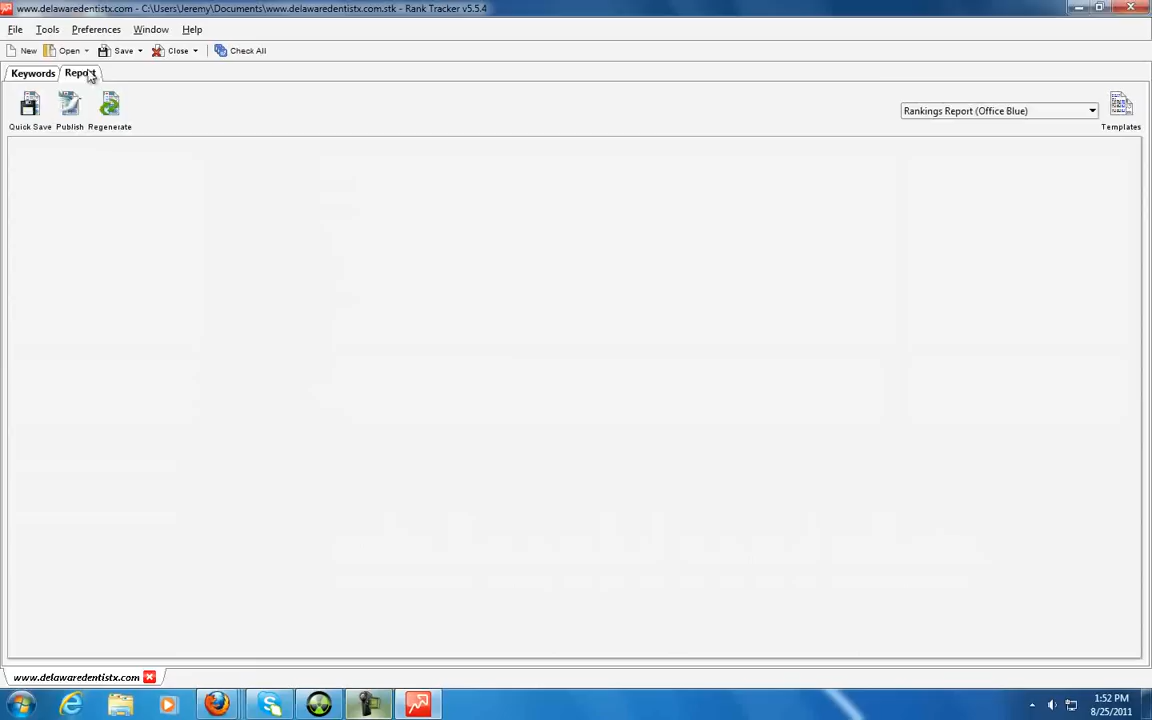 www.delawaredentistx.com - C:\Users\Jeremy\Documents\www.delawaredentistx.com.stk - Rank Tracker v5.5.4
File Tools Preferences Window Help
New Open Save Close Check All
Keywords Report
Rankings Report (Office Blue)
Quick Save Publish Regenerate Templates
www.delawaredentistx.com
1:52 PM
8/25/2011